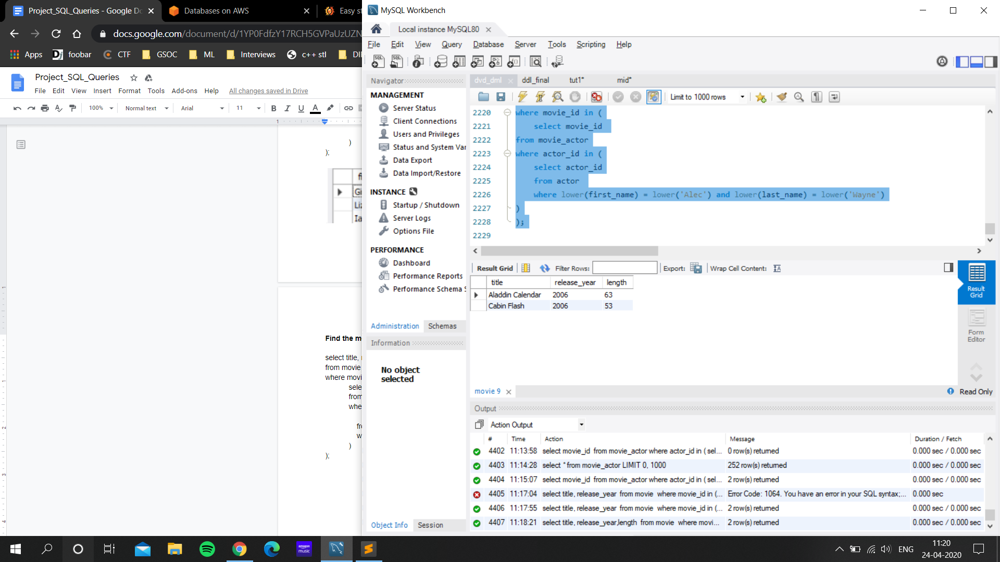 Project_SQL_Queries - Google Do
Databases on AWS
Easy st
docs.google.com/document/d/1YP0FdfzY17RCH5GVPaUzUZN
Apps
foobar
CTF
GSOC
ML
Interviews
c++ stl
Project_SQL_Queries
File Edit View Insert Format Tools Add-ons Help All changes saved in Drive
100% Normal text Arial 11 B I U A
1
)
);
fi
Gi
Liz
Ia
Find the m
select title,
from movie
where movi
sele
from
whe
fr
w
)
);
1
1
2
3
4
MySQL Workbench
Local instance MySQL80
File Edit View Query Database Server Tools Scripting Help
Navigator
MANAGEMENT
Server Status
Client Connections
Users and Privileges
Status and System Var
Data Export
Data Import/Restore
INSTANCE
Startup / Shutdown
Server Logs
Options File
PERFORMANCE
Dashboard
Performance Reports
Performance Schema S
Administration Schemas
Information
No object
selected
Object Info Session
dvd_dml ddl_final tut1* mid*
Limit to 1000 rows
2220 where movie_id in (
2221 select movie_id
2222 from movie_actor
2223 where actor_id in (
2224 select actor_id
2225 from actor
2226 where lower(first_name) = lower('Alec') and lower(last_name) = lower('Wayne')
2227 )
2228 );
2229
Result Grid Filter Rows: Export: Wrap Cell Content:
title release_year length
Aladdin Calendar 2006 63
Cabin Flash 2006 53
Result
Grid
Form
Editor
movie 9
Read Only
Output
Action Output
# Time Action Message Duration / Fetch
4402 11:13:58 select movie_id from movie_actor where actor_id in ( sel... 0 row(s) returned 0.000 sec / 0.000 sec
4403 11:14:28 select * from movie_actor LIMIT 0, 1000 252 row(s) returned 0.000 sec / 0.000 sec
4404 11:15:07 select movie_id from movie_actor where actor_id in ( sel... 2 row(s) returned 0.000 sec / 0.000 sec
4405 11:17:04 select title, release_year from movie where movie_id in (... Error Code: 1064. You have an error in your SQL syntax;... 0.000 sec
4406 11:17:55 select title, release_year from movie where movie_id in (... 2 row(s) returned 0.000 sec / 0.000 sec
4407 11:18:21 select title, release_year,length from movie where movi... 2 row(s) returned 0.000 sec / 0.000 sec
amazon
music
ENG
11:20
24-04-2020